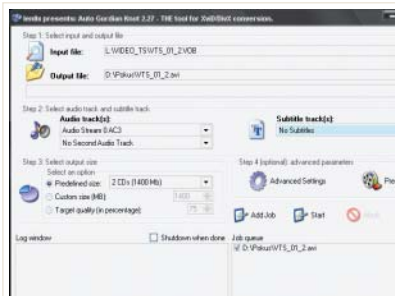 lenlis presents: Auto Gordian Knot 2.27 - THE tool for XviD/DivX conversion.
Step 1: Select input and output file
Input file: L:\VIDEO_TS\VTS_01_2.VOB
Output file: D:\Pokus\VTS_01_2.avi
Step 2: Select audio track and subtitle track
Audio track(s): Subtitle track(s):
Audio Stream 0 AC3 No Subtitles
No Second Audio Track
Step 3: Select output size Step 4 (optional): advanced parameters
Select an option
Predefined size: 2 CDs (1400 Mb) Advanced Settings Pre
Custom size (MB): 1400
Target quality (in percentage): 75
Add Job Start
Log window Shutdown when done Job queue
D:\Pokus\VTS_01_2.avi